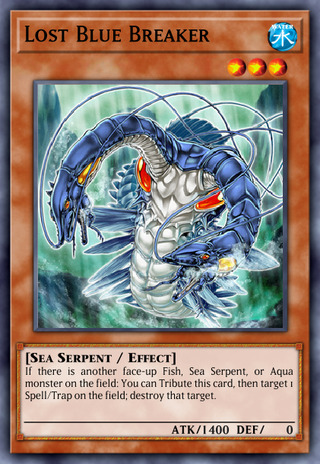 Lost Blue Breaker
WATER
水
[Sea Serpent / Effect]
If there is another face-up Fish, Sea Serpent, or Aqua
monster on the field: You can Tribute this card, then target 1
Spell/Trap on the field; destroy that target.
ATK/1400 DEF/ 0